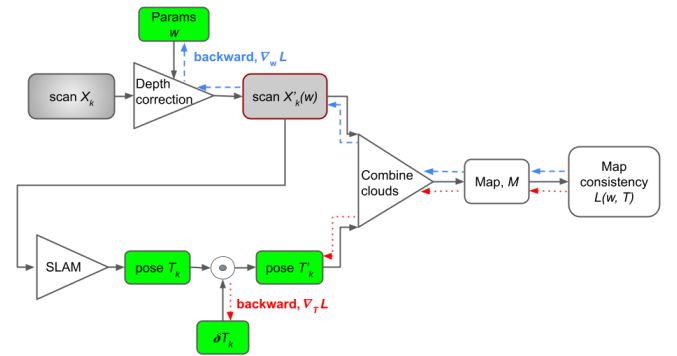 Params
w
backward, ∇w L
scan Xk
Depth
correction
scan X'k(w)
Combine
clouds
Map, M
Map
consistency
L(w, T)
SLAM
pose Tk
pose T'k
backward, ∇T L
δTk